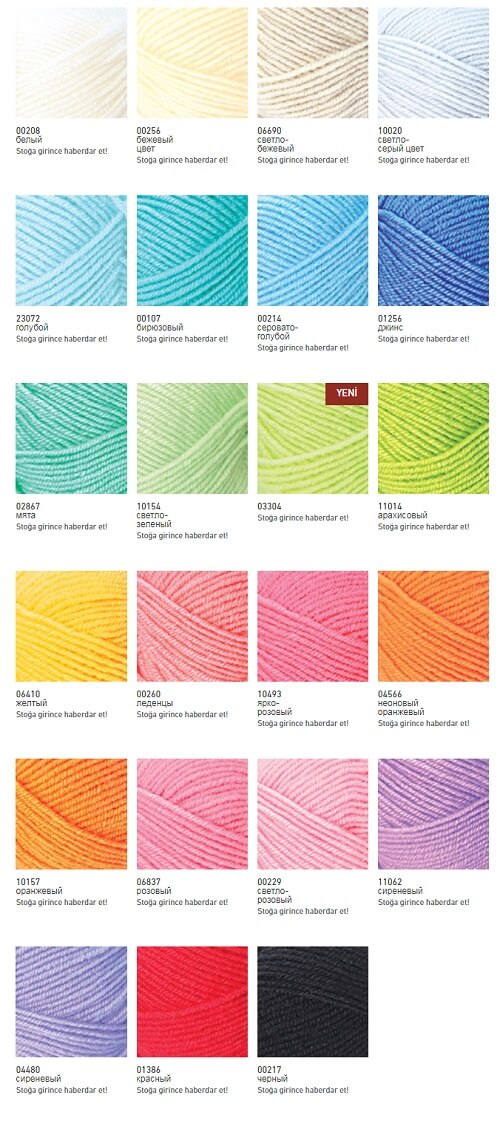 00208
белый
Stoğa girince haberdar et!
00256
бежевый
цвет
Stoğa girince haberdar et!
06690
светло-
бежевый
Stoğa girince haberdar et!
10020
светло-
серый цвет
Stoğa girince haberdar et!
23072
голубой
Stoğa girince haberdar et!
00107
бирюзовый
Stoğa girince haberdar et!
00214
серовато-
голубой
Stoğa girince haberdar et!
01256
джинс
Stoğa girince haberdar et!
02867
мята
Stoğa girince haberdar et!
10154
светло-
зеленый
Stoğa girince haberdar et!
YENİ
03304
Stoğa girince haberdar et!
11014
арахисовый
Stoğa girince haberdar et!
06410
желтый
Stoğa girince haberdar et!
00260
леденцы
Stoğa girince haberdar et!
10493
ярко-
розовый
Stoğa girince haberdar et!
04566
неоновый
оранжевый
Stoğa girince haberdar et!
10157
оранжевый
Stoğa girince haberdar et!
06837
розовый
Stoğa girince haberdar et!
00229
светло-
розовый
Stoğa girince haberdar et!
11062
сиреневый
Stoğa girince haberdar et!
04480
сиреневый
Stoğa girince haberdar et!
01386
красный
Stoğa girince haberdar et!
00217
черный
Stoğa girince haberdar et!